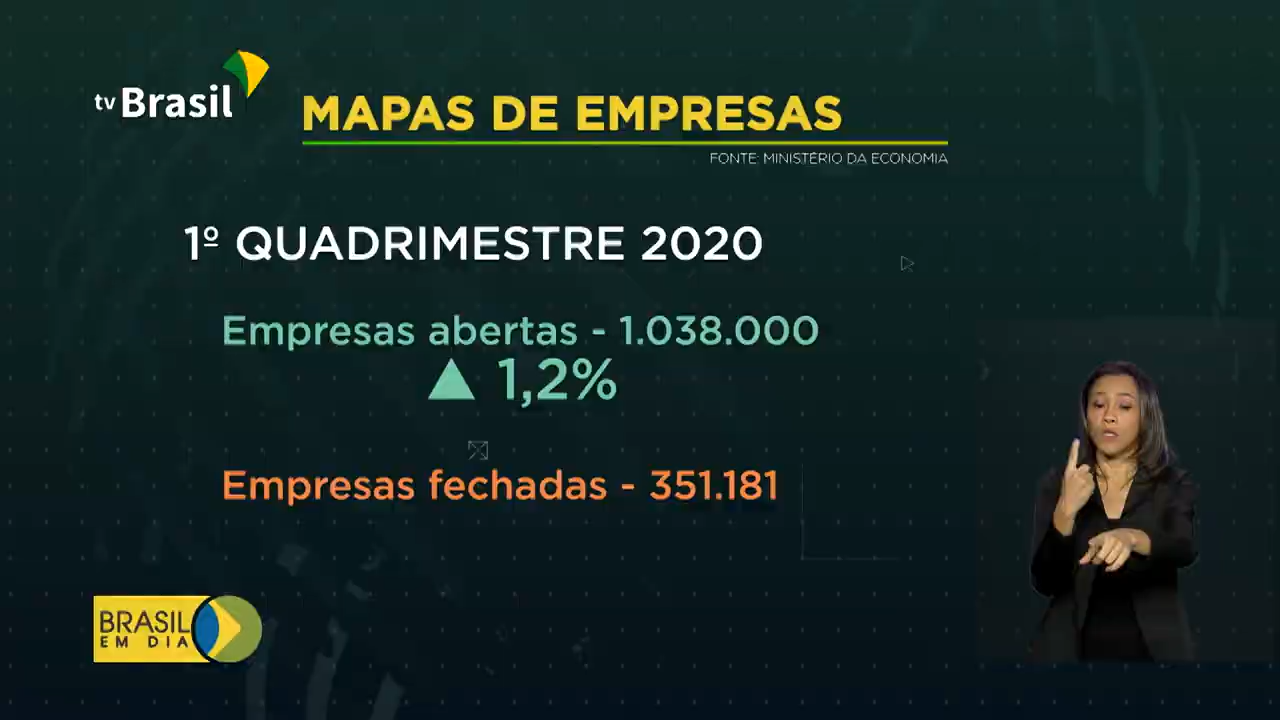 tv Brasil
MAPAS DE EMPRESAS
FONTE: MINISTÉRIO DA ECONOMIA
1º QUADRIMESTRE 2020
Empresas abertas - 1.038.000
▲ 1,2%
Empresas fechadas - 351.181
BRASIL
EM DIA